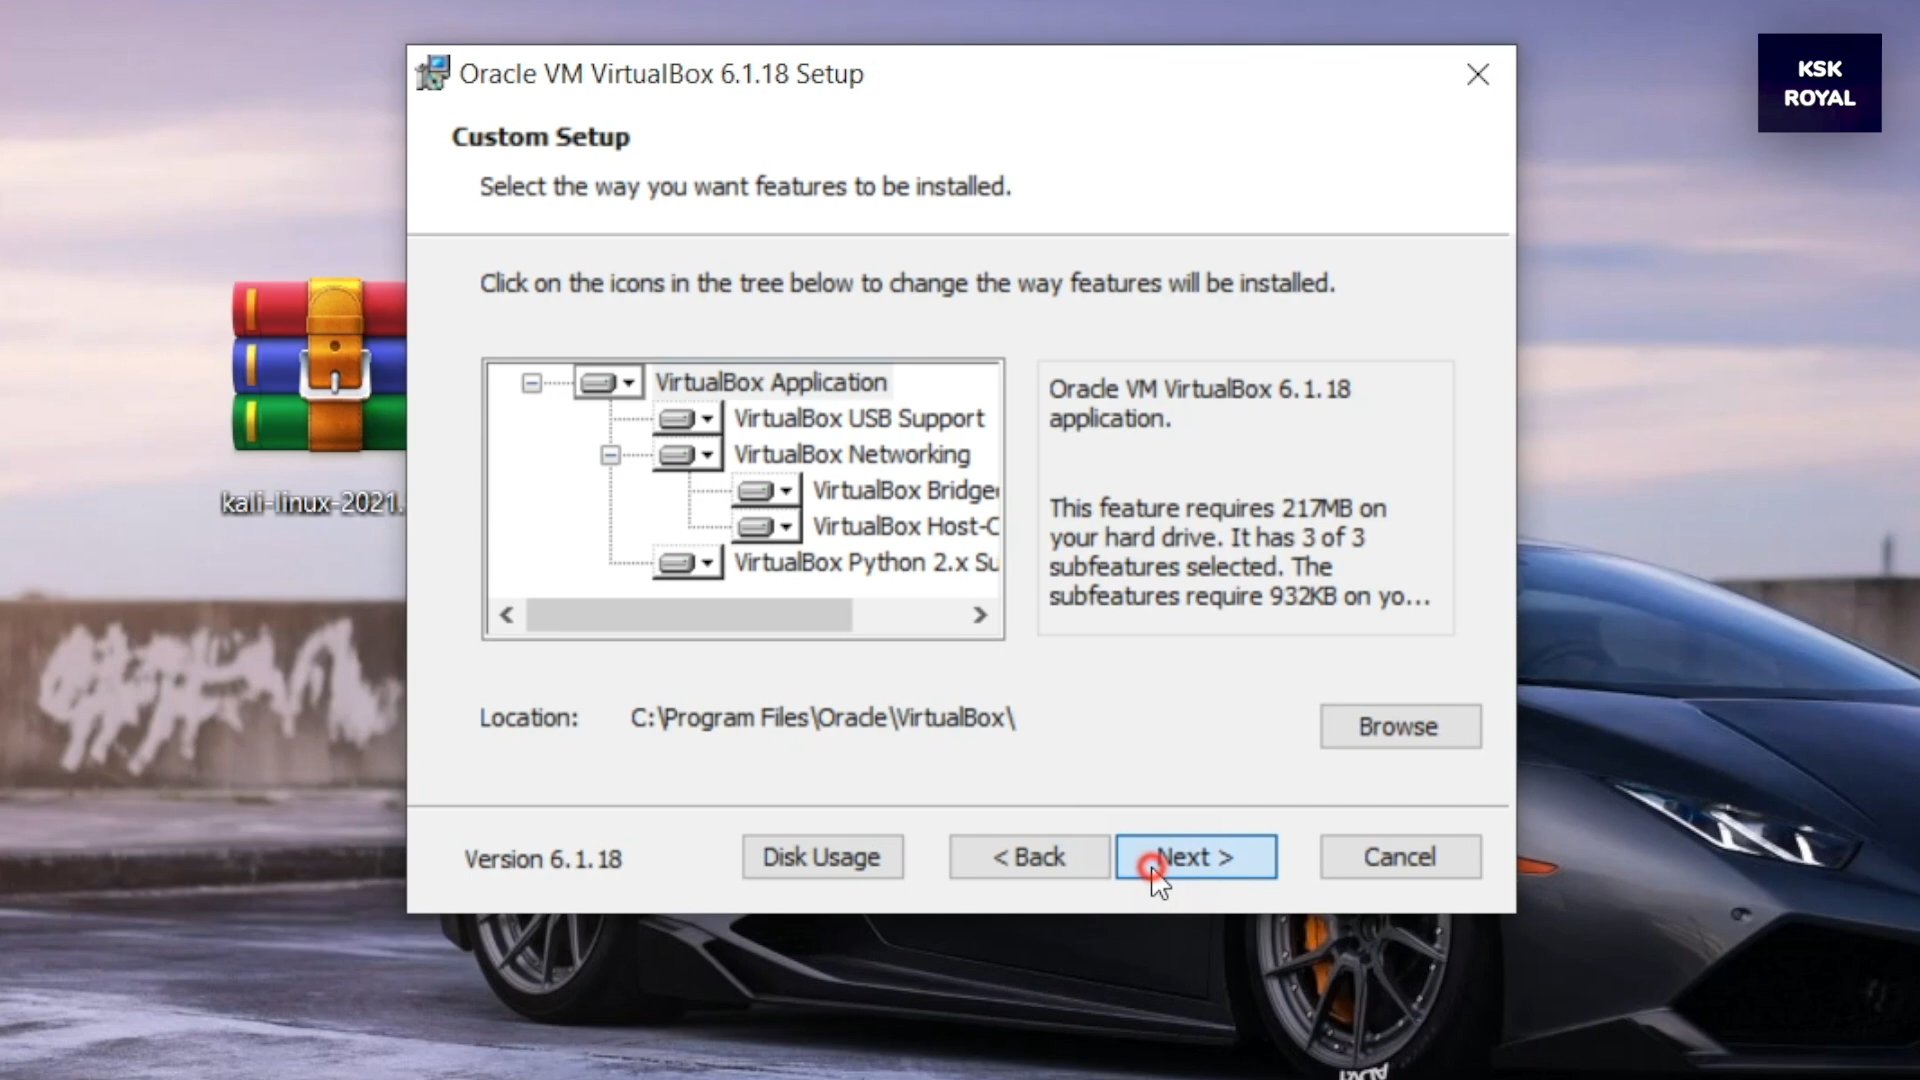 KSK
ROYAL
Oracle VM VirtualBox 6.1.18 Setup
Custom Setup
Select the way you want features to be installed.
Click on the icons in the tree below to change the way features will be installed.
VirtualBox Application
VirtualBox USB Support
VirtualBox Networking
VirtualBox Bridge
VirtualBox Host-
VirtualBox Python 2.x Su
Oracle VM VirtualBox 6.1.18
application.
This feature requires 217MB on
your hard drive. It has 3 of 3
subfeatures selected. The
subfeatures require 932KB on yo...
kali-linux-2021.
Location: C:\Program Files\Oracle\VirtualBox\
Browse
Version 6.1.18
Disk Usage
< Back
Next >
Cancel